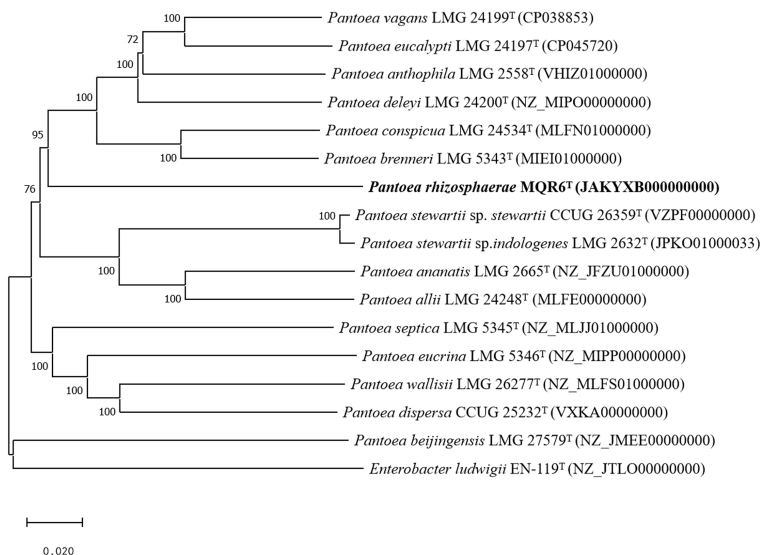 100
Pantoea vagans LMG 24199ᵀ (CP038853)
72
Pantoea eucalypti LMG 24197ᵀ (CP045720)
100
Pantoea anthophila LMG 2558ᵀ (VHIZ01000000)
100
Pantoea deleyi LMG 24200ᵀ (NZ_MIPO00000000)
95
Pantoea conspicua LMG 24534ᵀ (MLFN01000000)
100
Pantoea brenneri LMG 5343ᵀ (MIEI01000000)
76
Pantoea rhizosphaerae MQR6ᵀ (JAKYXB000000000)
100
Pantoea stewartii sp. stewartii CCUG 26359ᵀ (VZPF00000000)
Pantoea stewartii sp.indologenes LMG 2632ᵀ (JPKO01000033)
100
Pantoea ananatis LMG 2665ᵀ (NZ_JFZU01000000)
100
Pantoea allii LMG 24248ᵀ (MLFE00000000)
Pantoea septica LMG 5345ᵀ (NZ_MLJJ01000000)
100
Pantoea eucrina LMG 5346ᵀ (NZ_MIPP00000000)
100
Pantoea wallisii LMG 26277ᵀ (NZ_MLFS01000000)
100
Pantoea dispersa CCUG 25232ᵀ (VXKA00000000)
Pantoea beijingensis LMG 27579ᵀ (NZ_JMEE00000000)
Enterobacter ludwigii EN-119ᵀ (NZ_JTLO00000000)
0.020